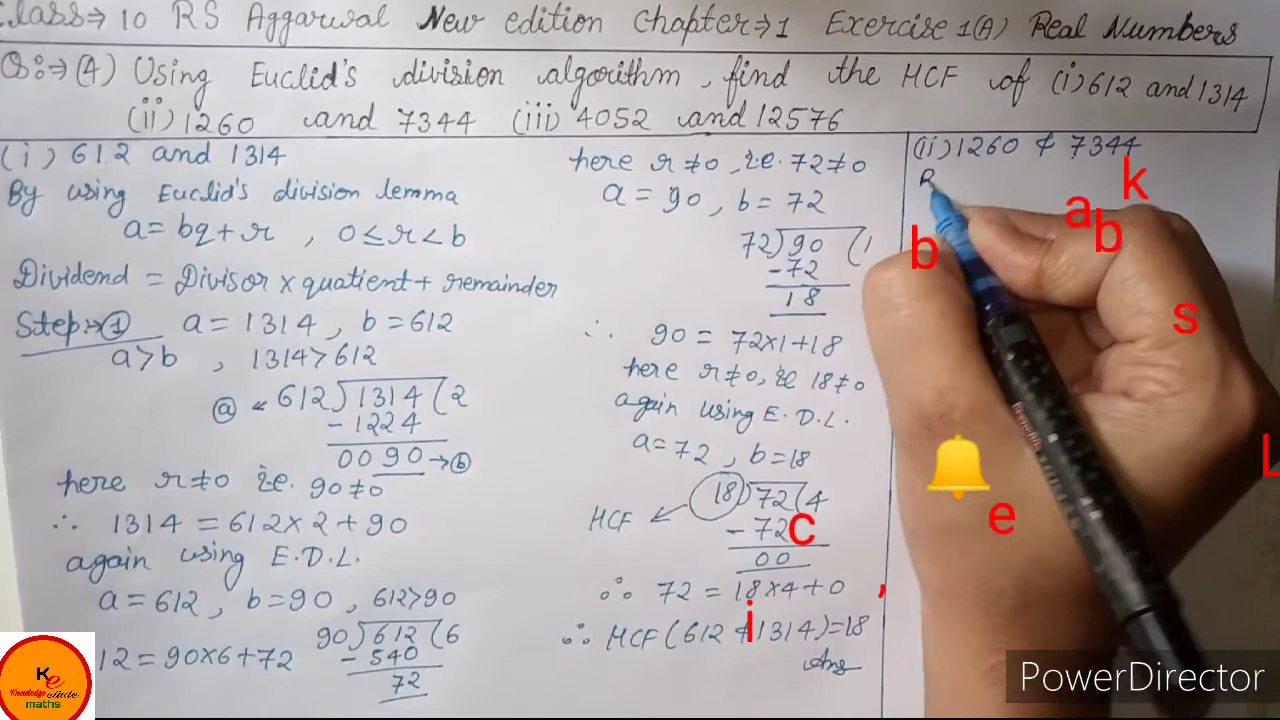 Class⇒ 10 RS Aggarwal New edition Chapter⇒1 Exercise 1(A) Real Numbers
Q:⇒(4) Using Euclid's division algorithm, find the HCF of (i) 612 and 1314
(ii) 1260 and 7344 (iii) 4052 and 12576
(i) 612 and 1314
By using Euclid's division lemma
a = bq + r , 0 ≤ r < b
Dividend = Divisor × quatient + remainder
Step:-① a = 1314 , b = 612
a > b , 1314 > 612
ⓐ ← 612) 1314 (2
- 1224
0090 → ⓑ
here r ≠ 0 ie. 90 ≠ 0
∴ 1314 = 612 × 2 + 90
again using E.D.L.
a = 612, b = 90 , 612 > 90
90) 612 (6
12 = 90×6+72
- 540
72
here r ≠ 0 , ie. 72 ≠ 0
a = 90 , b = 72
72) 90 (1
-72
18
∴ 90 = 72×1+18
here r≠0, ie 18≠0
again using E.D.L.
a = 72 , b = 18
HCF ← 18) 72 (4
- 72
00
∴ 72 = 18×4+0
∴ HCF (612 & 1314) = 18
Ans
(ii) 1260 & 7344
B
k
a
b
b
s
e
c
i
,
L
Ke
Knowledge
maths
PowerDirector